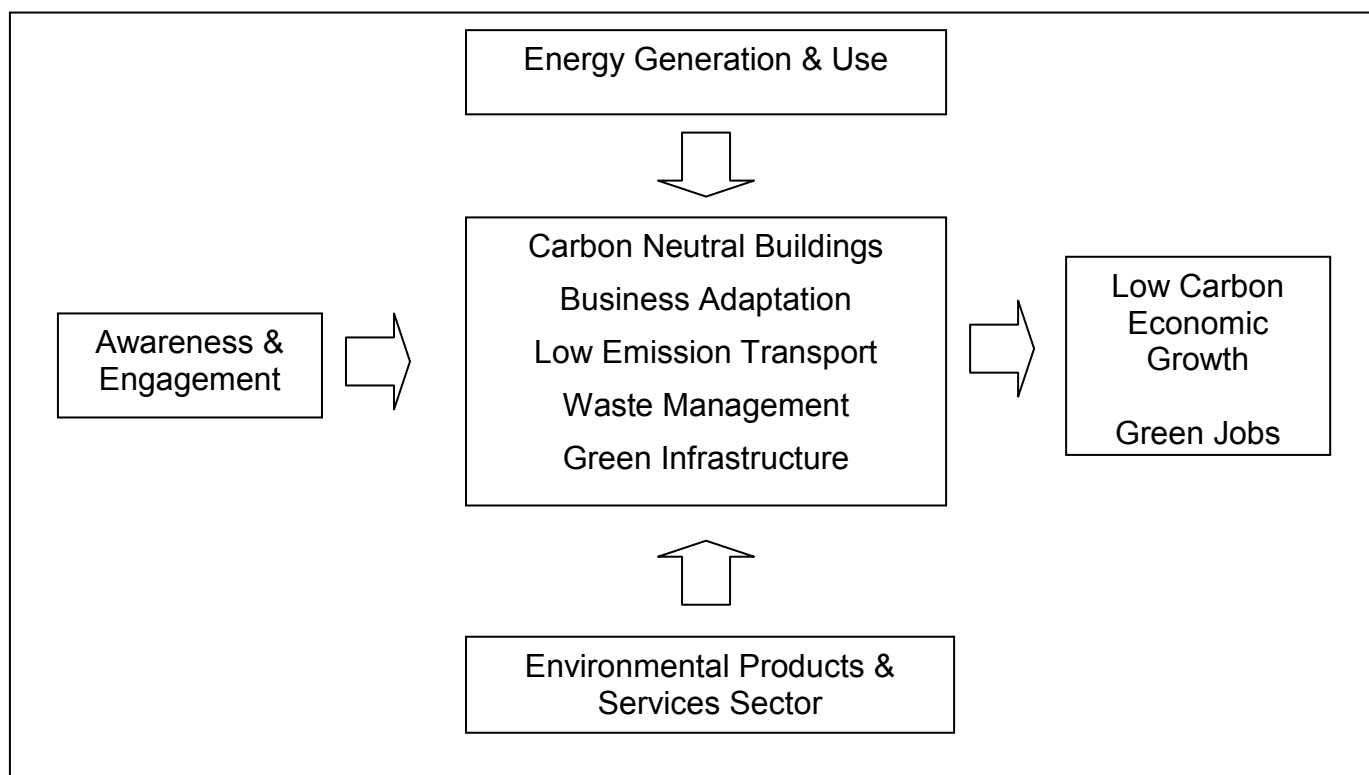 Energy Generation & Use
Carbon Neutral Buildings
Business Adaptation
Low Emission Transport
Waste Management
Green Infrastructure
Awareness &
Engagement
Low Carbon
Economic
Growth
Green Jobs
Environmental Products &
Services Sector